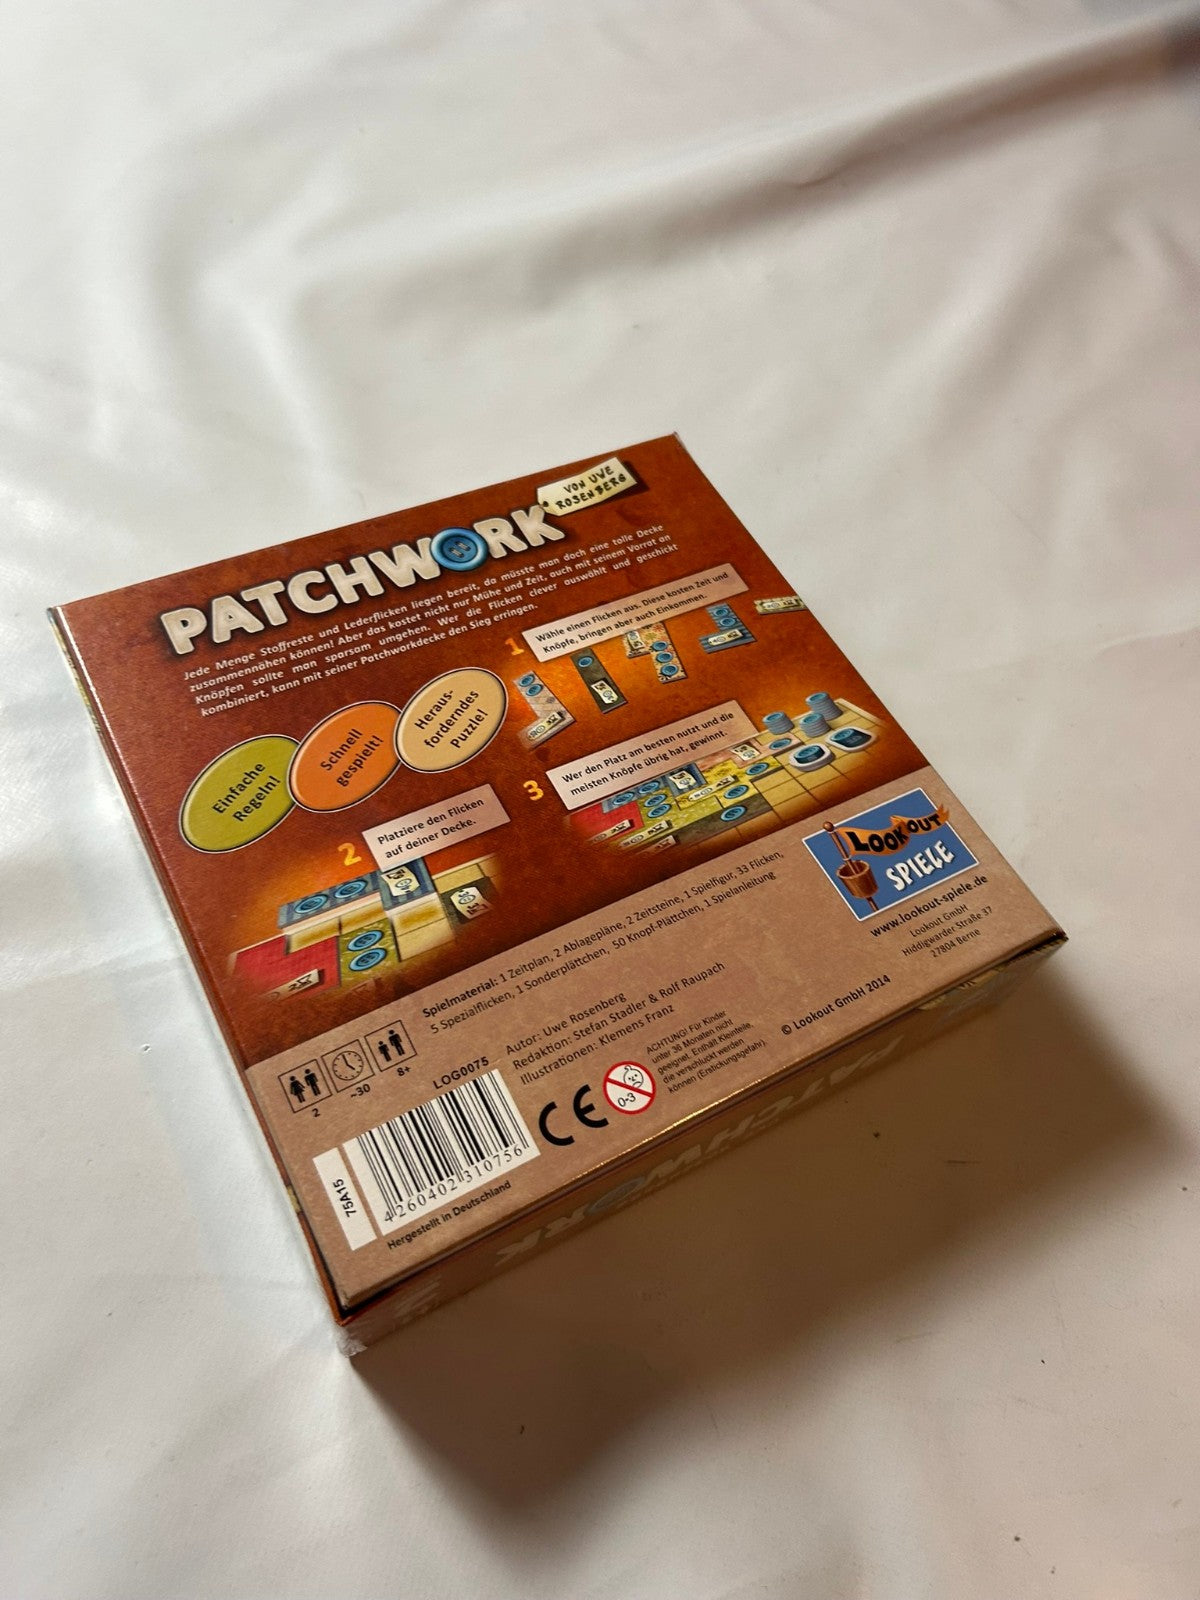 PATCHWORK
VON UWE
ROSENBERG
Jede Menge Stoffreste und Lederflicken liegen bereit, da müsste man doch eine tolle Decke
zusammennähen können! Aber das kostet nicht nur Mühe und Zeit, auch mit seinem Vorrat an
Knöpfen sollte man sparsam umgehen. Wer die Flicken clever auswählt und geschickt
kombiniert, kann mit seiner Patchworkdecke den Sieg erringen.
Einfache
Regeln!
Schnell
gespielt!
Heraus-
forderndes
Puzzle!
1
Wähle einen Flicken aus. Diese kosten Zeit und
Knöpfe, bringen aber auch Einkommen.
2
Platziere den Flicken
auf deiner Decke.
3
Wer den Platz am besten nutzt und die
meisten Knöpfe übrig hat, gewinnt.
Spielmaterial: 1 Zeitplan, 2 Ablagepläne, 2 Zeitsteine, 1 Spielfigur, 33 Flicken,
5 Spezialflicken, 1 Sonderplättchen, 50 Knopf-Plättchen, 1 Spielanleitung
LOOKOUT
SPIELE
www.lookout-spiele.de
Lookout GmbH
Hiddigwarder Straße 37
27804 Berne
Autor: Uwe Rosenberg
Redaktion: Stefan Stadler & Rolf Raupach
Illustrationen: Klemens Franz
© Lookout GmbH 2014
2
~30
8+
LOG0075
CE
0-3
ACHTUNG! Für Kinder
unter 36 Monaten nicht
geeignet. Enthält Kleinteile,
die verschluckt werden
können (Erstickungsgefahr).
75A15
4260402310756
Hergestellt in Deutschland
PATCHWORK